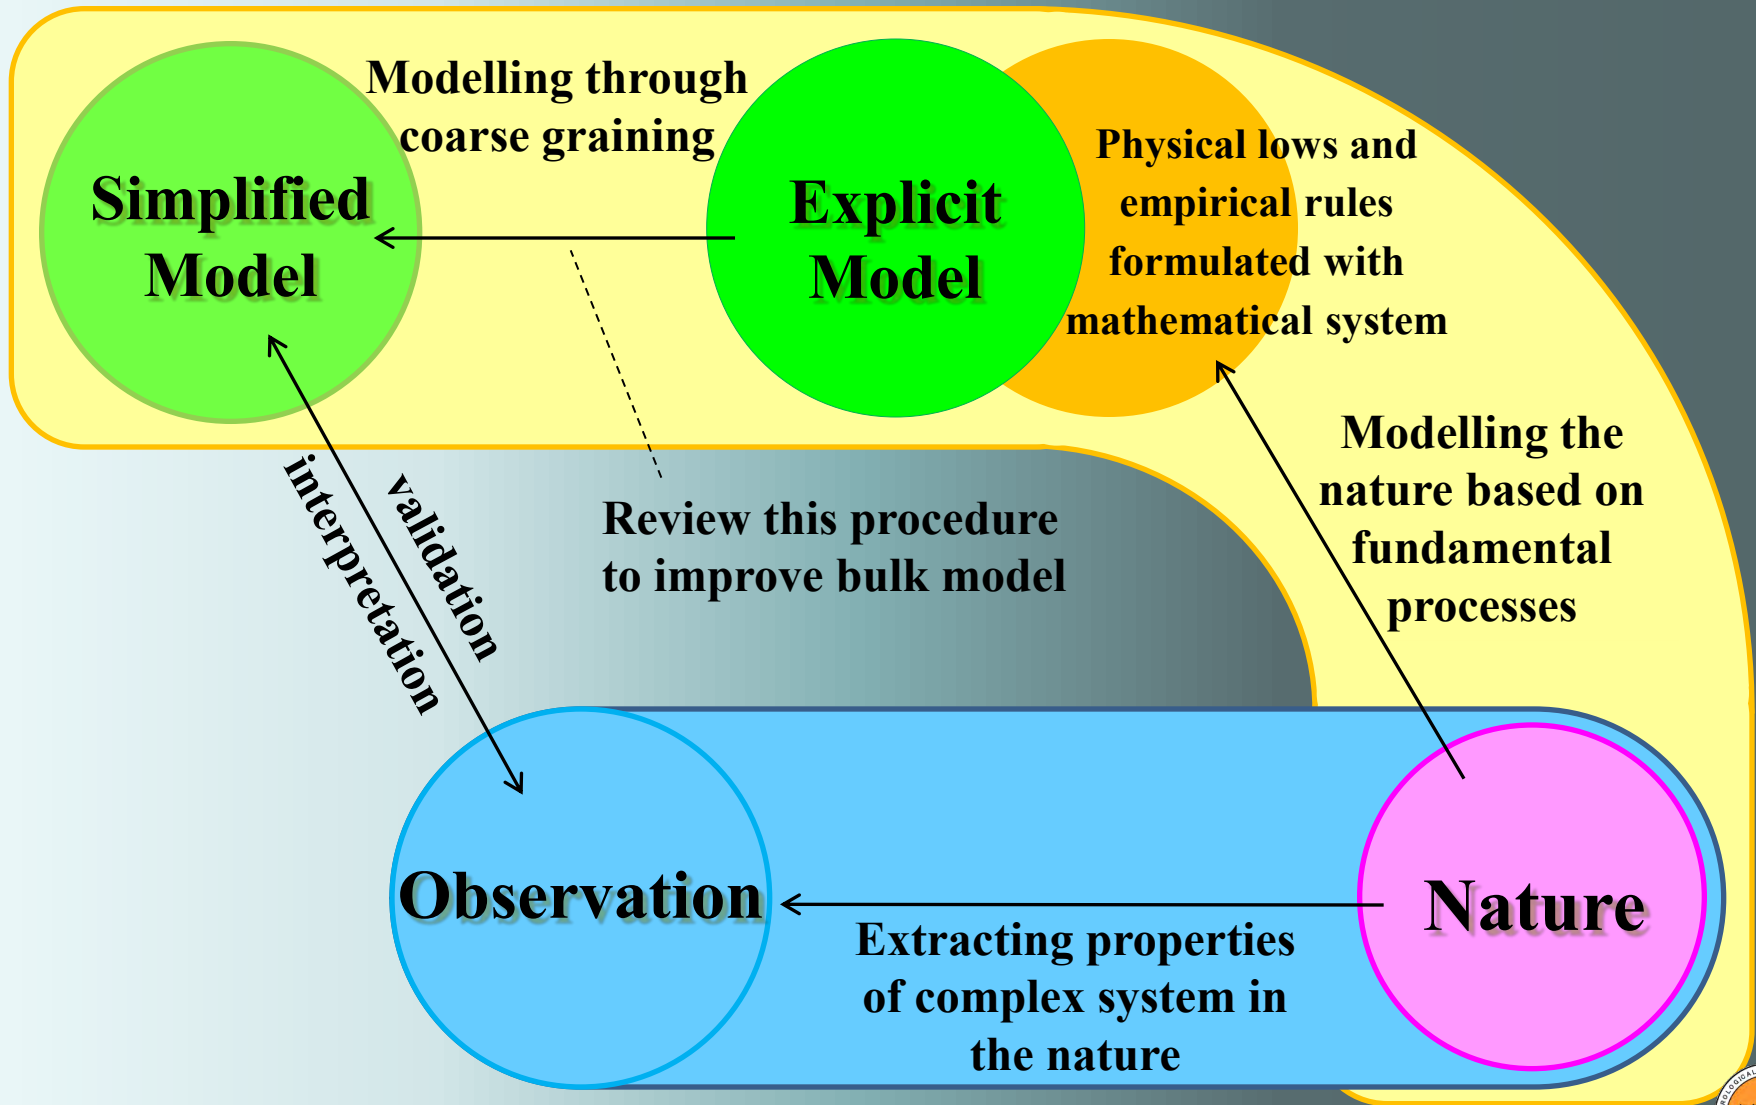 Modelling through
coarse graining
Simplified
Model
Explicit
Model
Physical lows and
empirical rules
formulated with
mathematical system
Modelling the
nature based on
fundamental
processes
interpretation
validation
Review this procedure
to improve bulk model
Observation
Nature
Extracting properties
of complex system in
the nature